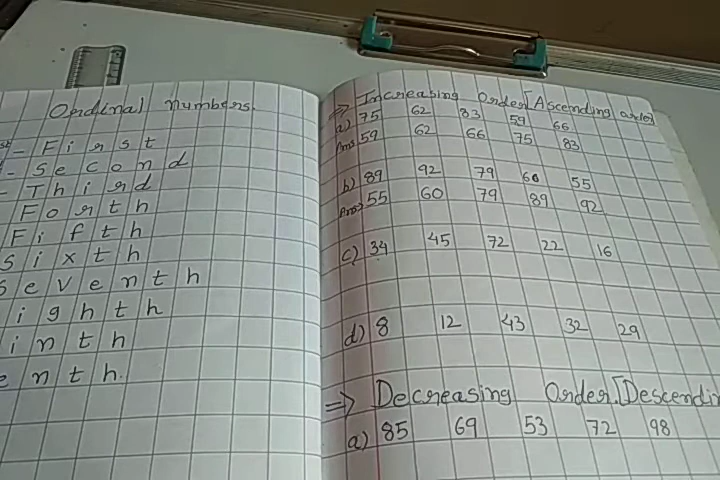 Ordinal numbers.
st - First
- Second
- Third
Forth
Fifth
Sixth
Seventh
ighth
inth
enth.
⇒ Increasing Order [Ascending order
a) 75 62 83 59 66
Ans 59 62 66 75 83
b) 89 92 79 60 55
Ans 55 60 79 89 92
c) 34 45 72 22 16
d) 8 12 43 32 29
⇒ Decreasing Order. [Descendin
a) 85 69 53 72 98